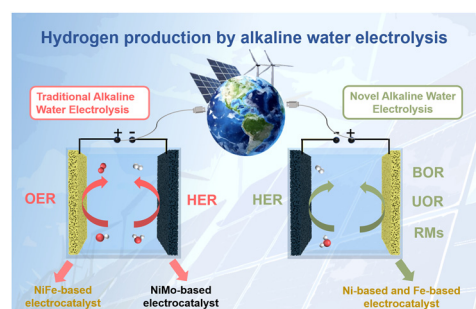 Hydrogen production by alkaline water electrolysis
Traditional Alkaline
Water Electrolysis
Novel Alkaline Water
Electrolysis
+ -
- +
OER
HER
HER
BOR
UOR
RMs
NiFe-based
electrocatalyst
NiMo-based
electrocatalyst
Ni-based and Fe-based
electrocatalyst